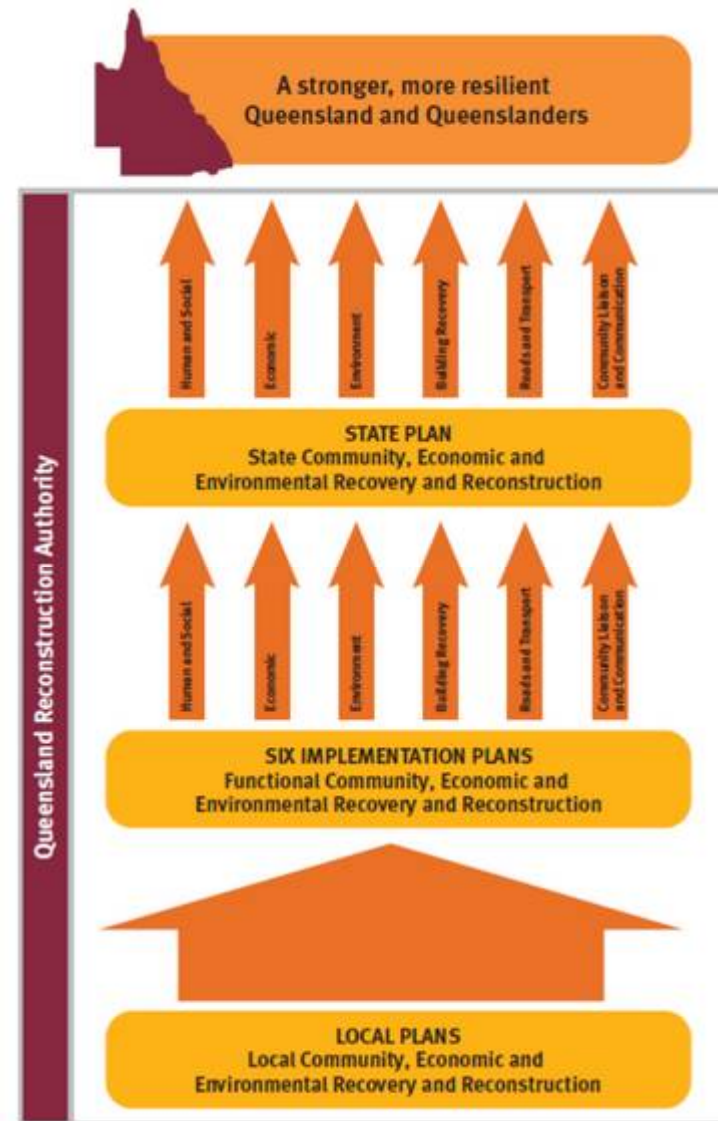 A stronger, more resilient
Queensland and Queenslanders
Queensland Reconstruction Authority
Human and Social
Economic
Environment
Building Recovery
Roads and Transport
Community Liaison
and Communication
STATE PLAN
State Community, Economic and
Environmental Recovery and Reconstruction
Human and Social
Economic
Environment
Building Recovery
Roads and Transport
Community Liaison
and Communication
SIX IMPLEMENTATION PLANS
Functional Community, Economic and
Environmental Recovery and Reconstruction
LOCAL PLANS
Local Community, Economic and
Environmental Recovery and Reconstruction